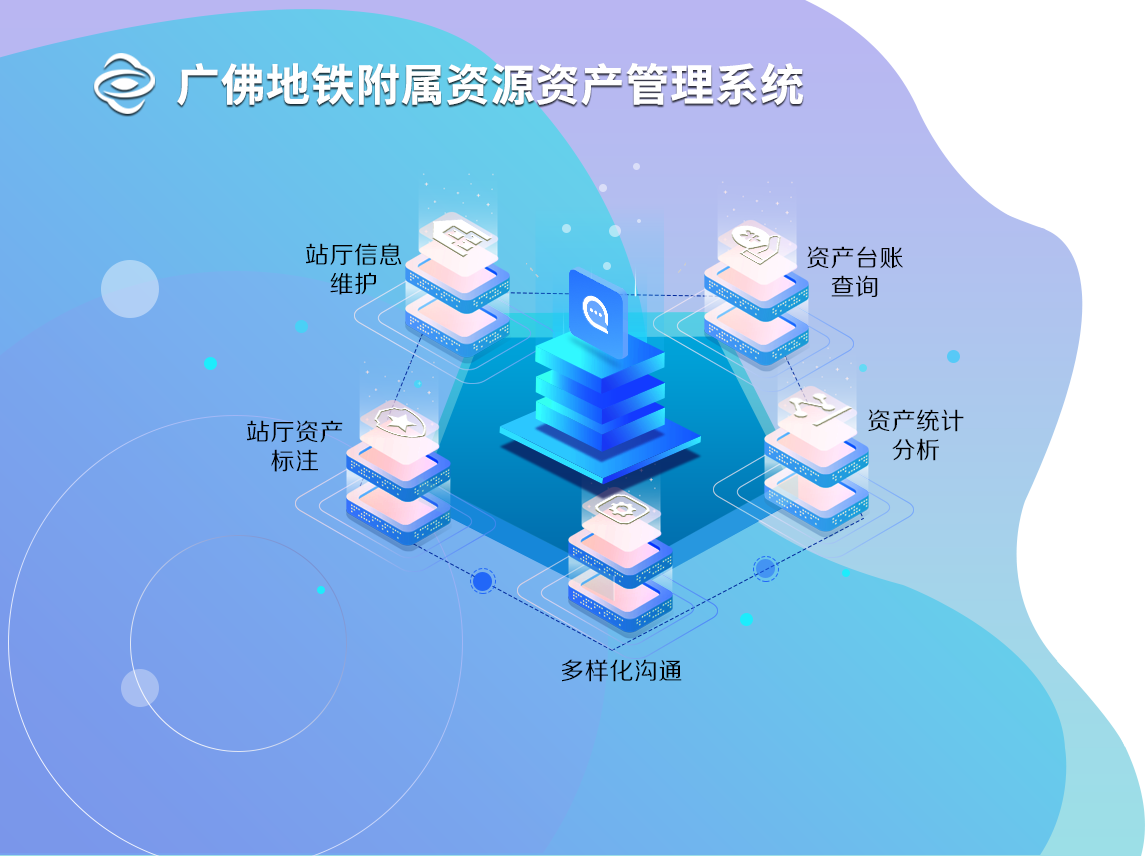 广佛地铁附属资源资产管理系统
站厅信息
维护
资产台账
查询
站厅资产
标注
资产统计
分析
多样化沟通